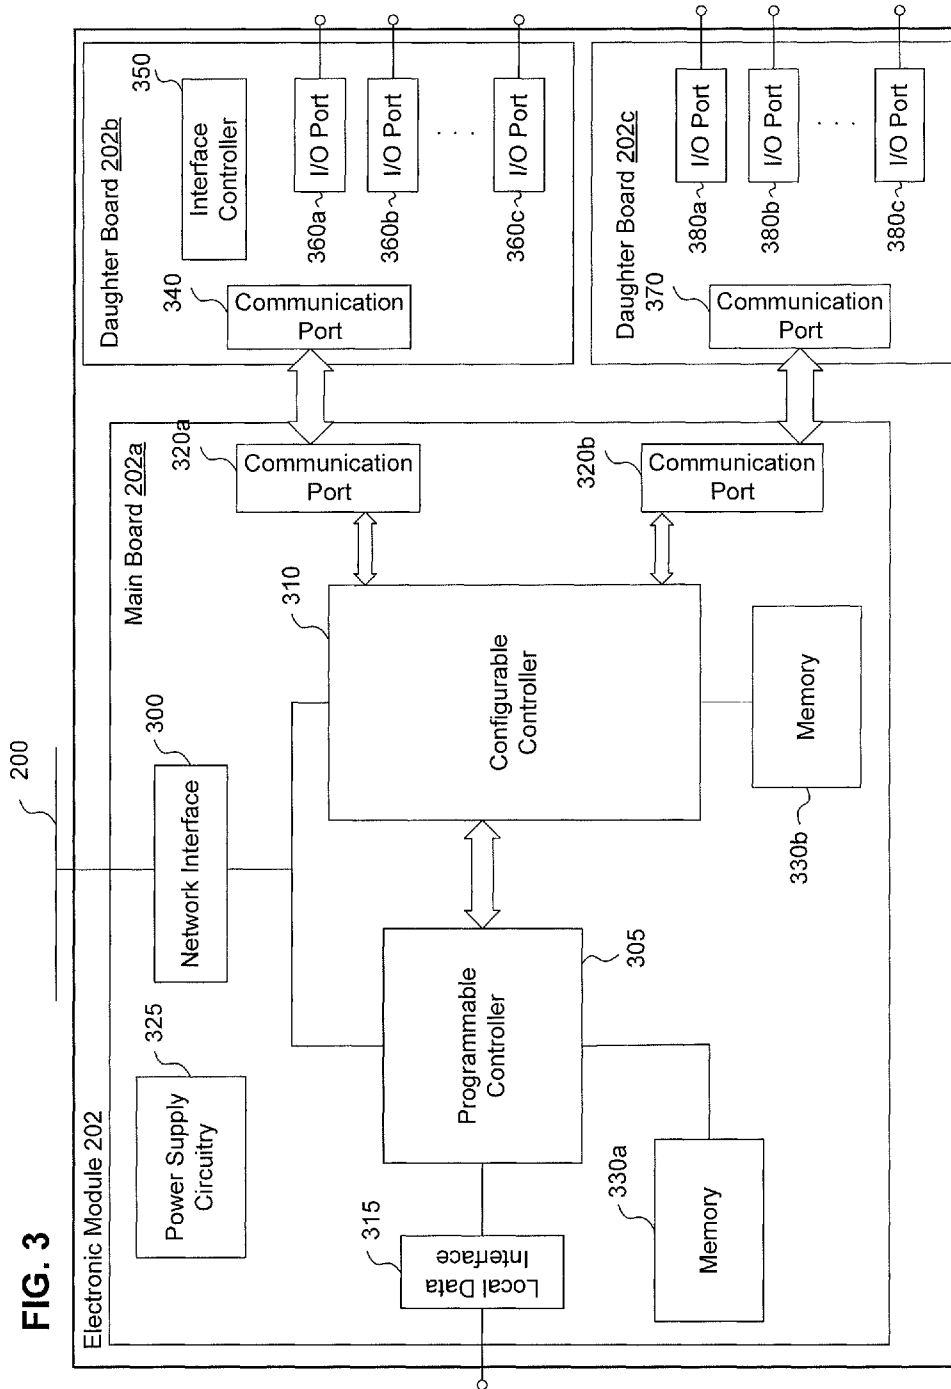 FIG. 3
Electronic Module 202
200
Main Board 202a
Power Supply
Circuitry
325
Network Interface
300
Local Data
Interface
315
Programmable
Controller
305
Configurable
Controller
310
Memory
330a
Memory
330b
Communication
Port
320a
Communication
Port
320b
Daughter Board 202b
Communication
Port
340
Interface
Controller
350
I/O Port
360a
I/O Port
360b
. . .
I/O Port
360c
Daughter Board 202c
Communication
Port
370
I/O Port
380a
I/O Port
380b
. . .
I/O Port
380c